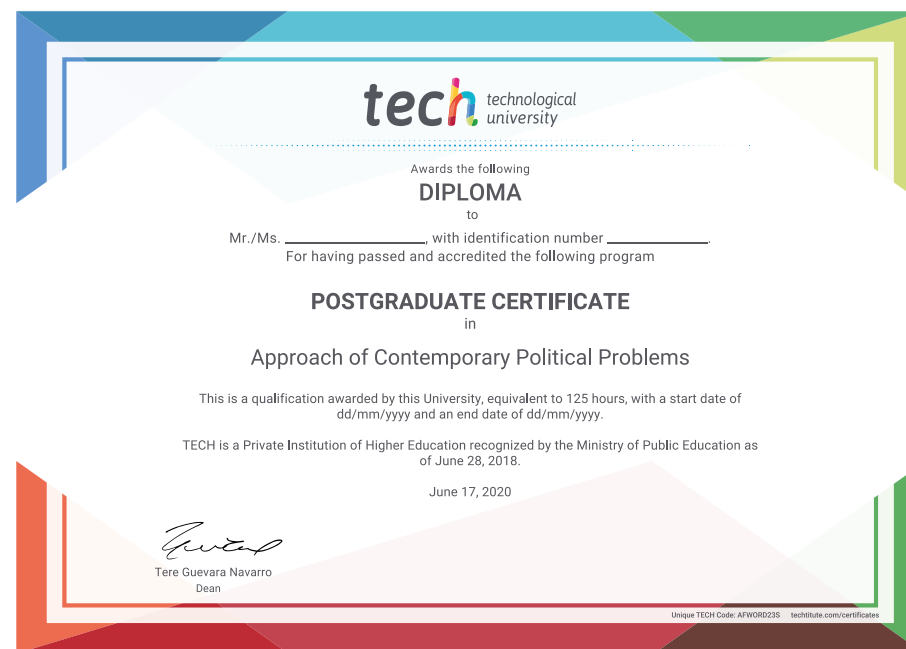 tech technological
university
Awards the following
DIPLOMA
to
Mr./Ms. ____________________, with identification number ______________.
For having passed and accredited the following program
POSTGRADUATE CERTIFICATE
in
Approach of Contemporary Political Problems
This is a qualification awarded by this University, equivalent to 125 hours, with a start date of
dd/mm/yyyy and an end date of dd/mm/yyyy.
TECH is a Private Institution of Higher Education recognized by the Ministry of Public Education as
of June 28, 2018.
June 17, 2020
Tere Guevara Navarro
Dean
Unique TECH Code: AFWORD23S techtitute.com/certificates